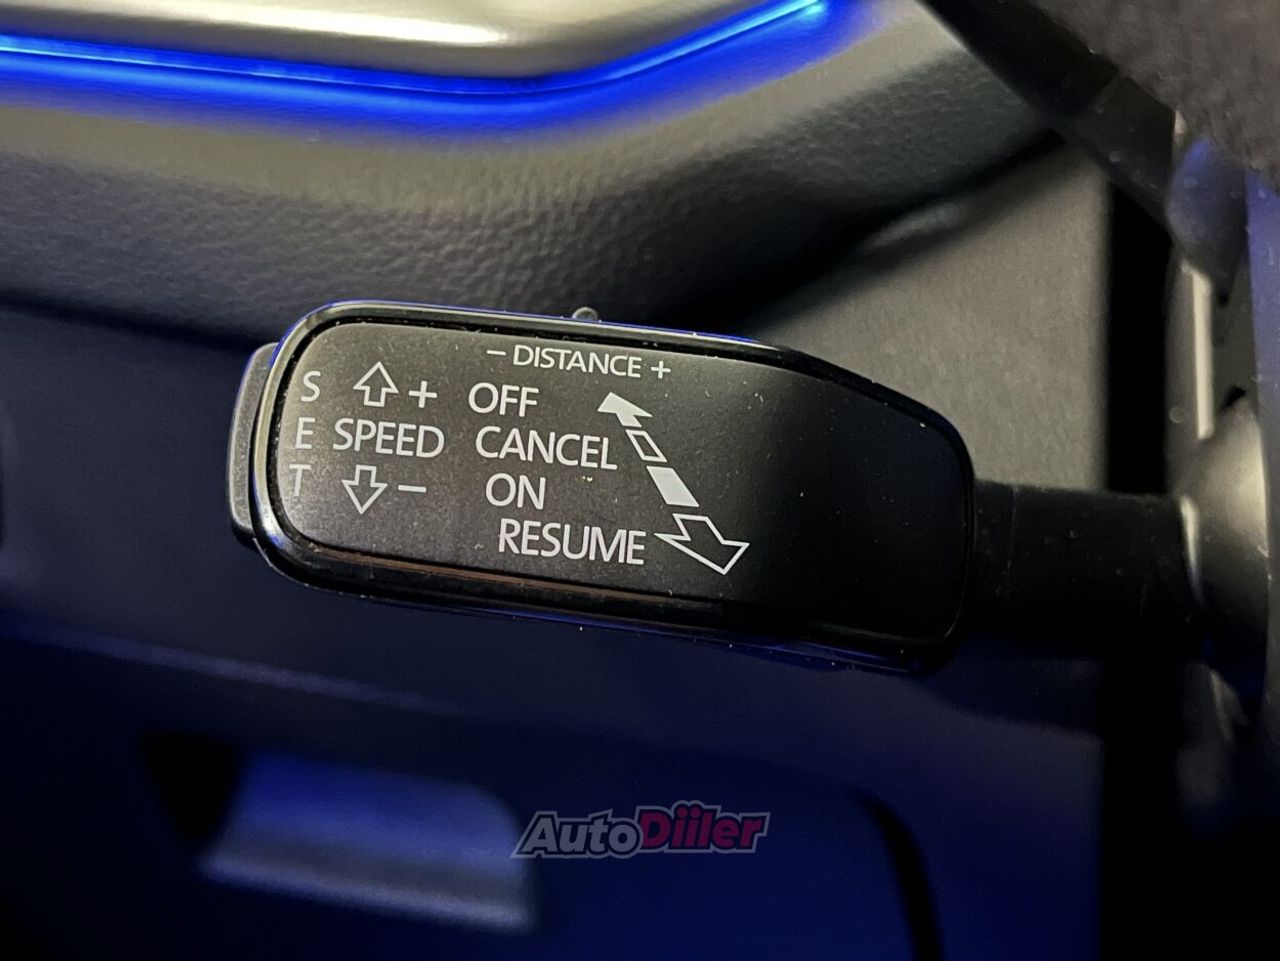 − DISTANCE +
S + OFF
E SPEED CANCEL
T − ON
RESUME
AutoDiiler